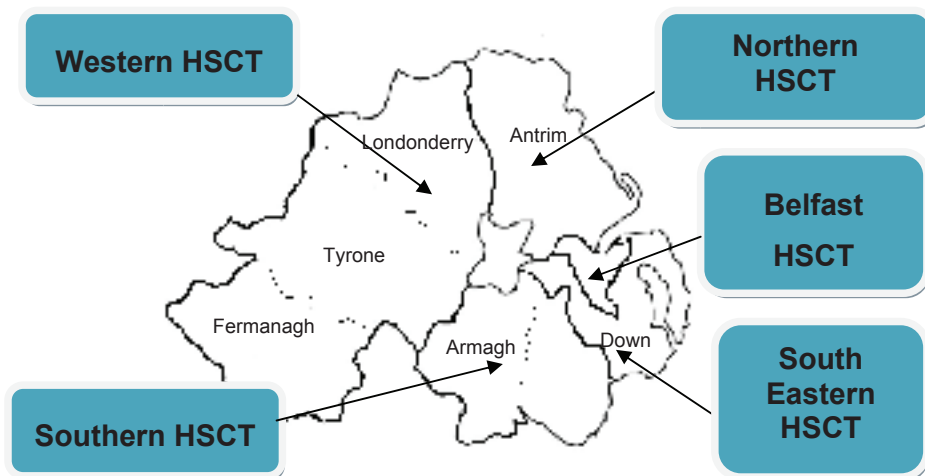 Western HSCT
Northern
HSCT
Londonderry
Antrim
Belfast
HSCT
Tyrone
Fermanagh
Armagh
Down
South
Eastern
HSCT
Southern HSCT